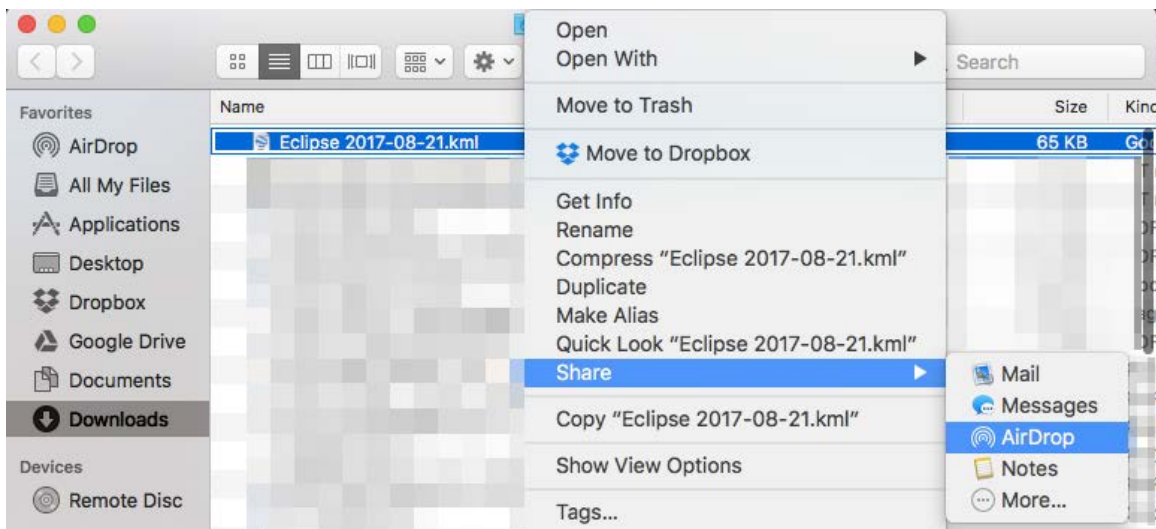 Search
Favorites
AirDrop
All My Files
Applications
Desktop
Dropbox
Google Drive
Documents
Downloads
Devices
Remote Disc
Name
Size
Eclipse 2017-08-21.kml
65 KB
Open
Open With
Move to Trash
Move to Dropbox
Get Info
Rename
Compress “Eclipse 2017-08-21.kml”
Duplicate
Make Alias
Quick Look “Eclipse 2017-08-21.kml”
Share
Copy “Eclipse 2017-08-21.kml”
Show View Options
Tags...
Mail
Messages
AirDrop
Notes
More...